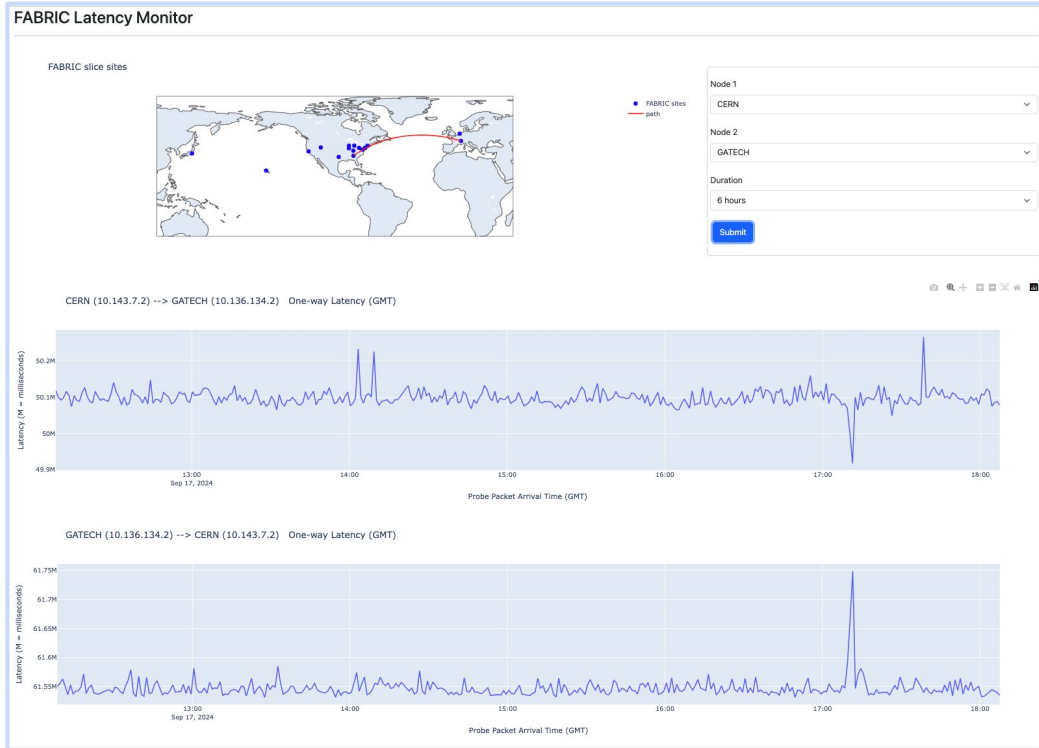 FABRIC Latency Monitor
FABRIC slice sites
FABRIC sites
path
Node 1
CERN
Node 2
GATECH
Duration
6 hours
Submit
CERN (10.143.7.2) --> GATECH (10.136.134.2) One-way Latency (GMT)
Latency (M = milliseconds)
50.2M
50.1M
50M
49.9M
13:00
Sep 17, 2024
14:00
15:00
16:00
17:00
18:00
Probe Packet Arrival Time (GMT)
GATECH (10.136.134.2) --> CERN (10.143.7.2) One-way Latency (GMT)
Latency (M = milliseconds)
61.75M
61.7M
61.65M
61.6M
61.55M
13:00
Sep 17, 2024
14:00
15:00
16:00
17:00
18:00
Probe Packet Arrival Time (GMT)